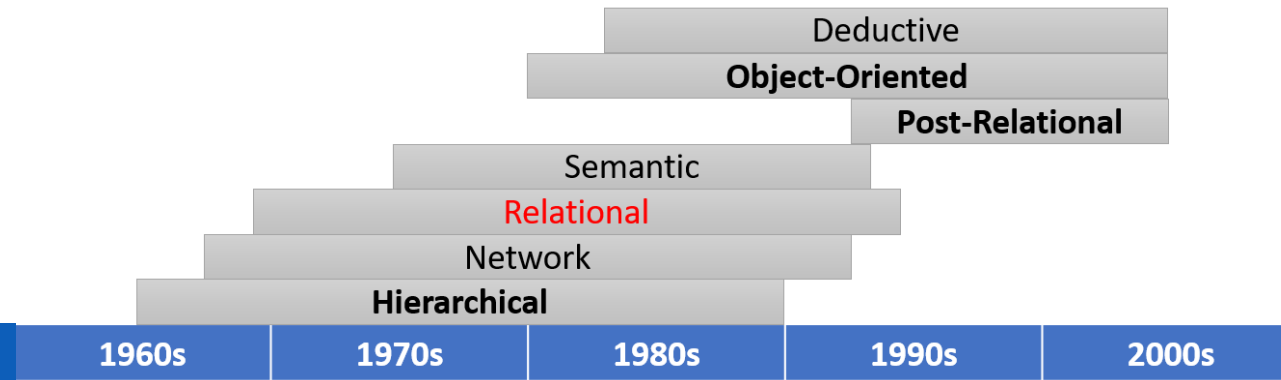 Deductive
Object-Oriented
Post-Relational
Semantic
Relational
Network
Hierarchical
1960s 1970s 1980s 1990s 2000s